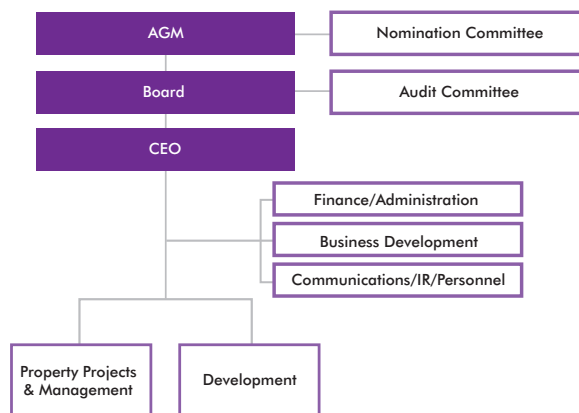 AGM
Nomination Committee
Board
Audit Committee
CEO
Finance/Administration
Business Development
Communications/IR/Personnel
Property Projects
& Management
Development